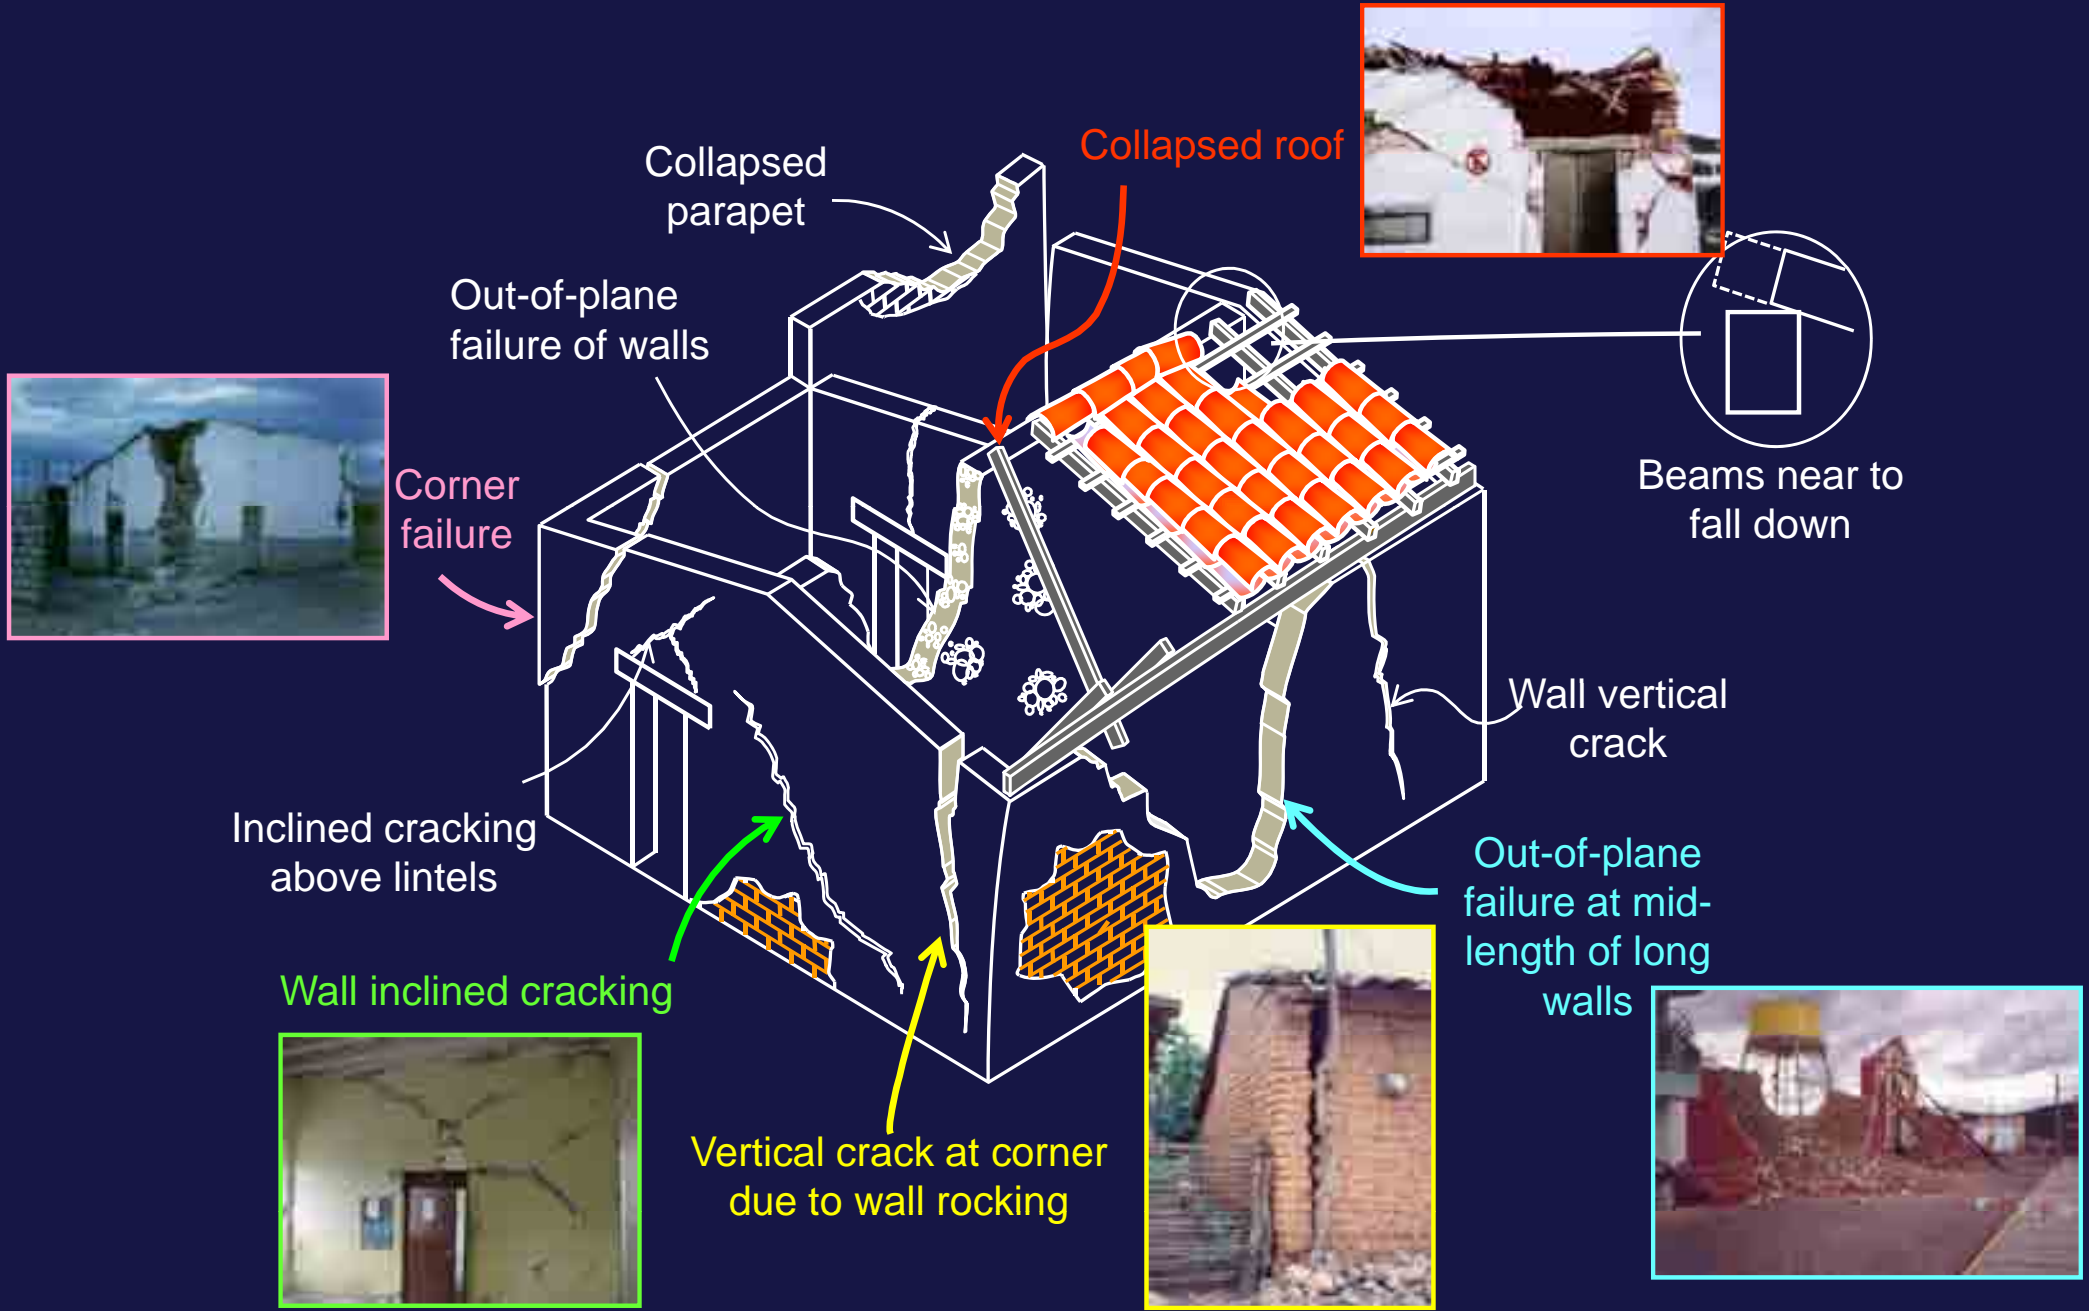 Collapsed roof
Collapsed
parapet
Out-of-plane
failure of walls
Corner
failure
Beams near to
fall down
Wall vertical
crack
Inclined cracking
above lintels
Out-of-plane
failure at mid-
length of long
walls
Wall inclined cracking
Vertical crack at corner
due to wall rocking